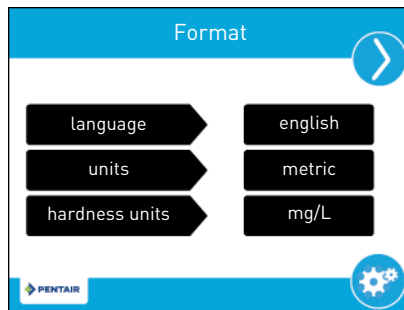 Format
language
english
units
metric
hardness units
mg/L
PENTAIR